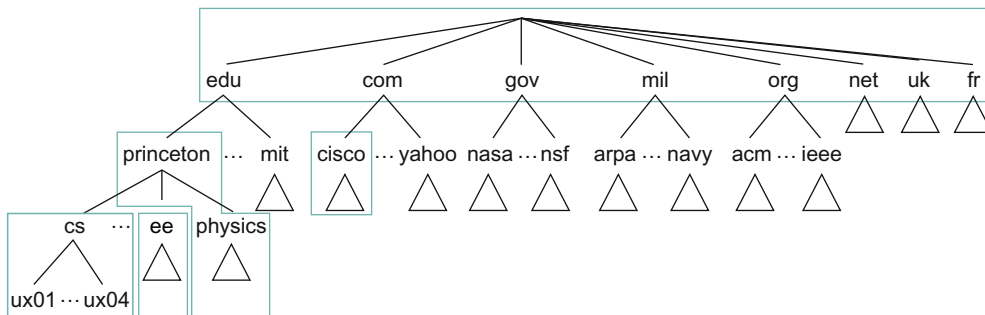 edu com gov mil org net uk fr
princeton ... mit cisco ... yahoo nasa ... nsf arpa ... navy acm ... ieee
cs ... ee physics
ux01 ... ux04